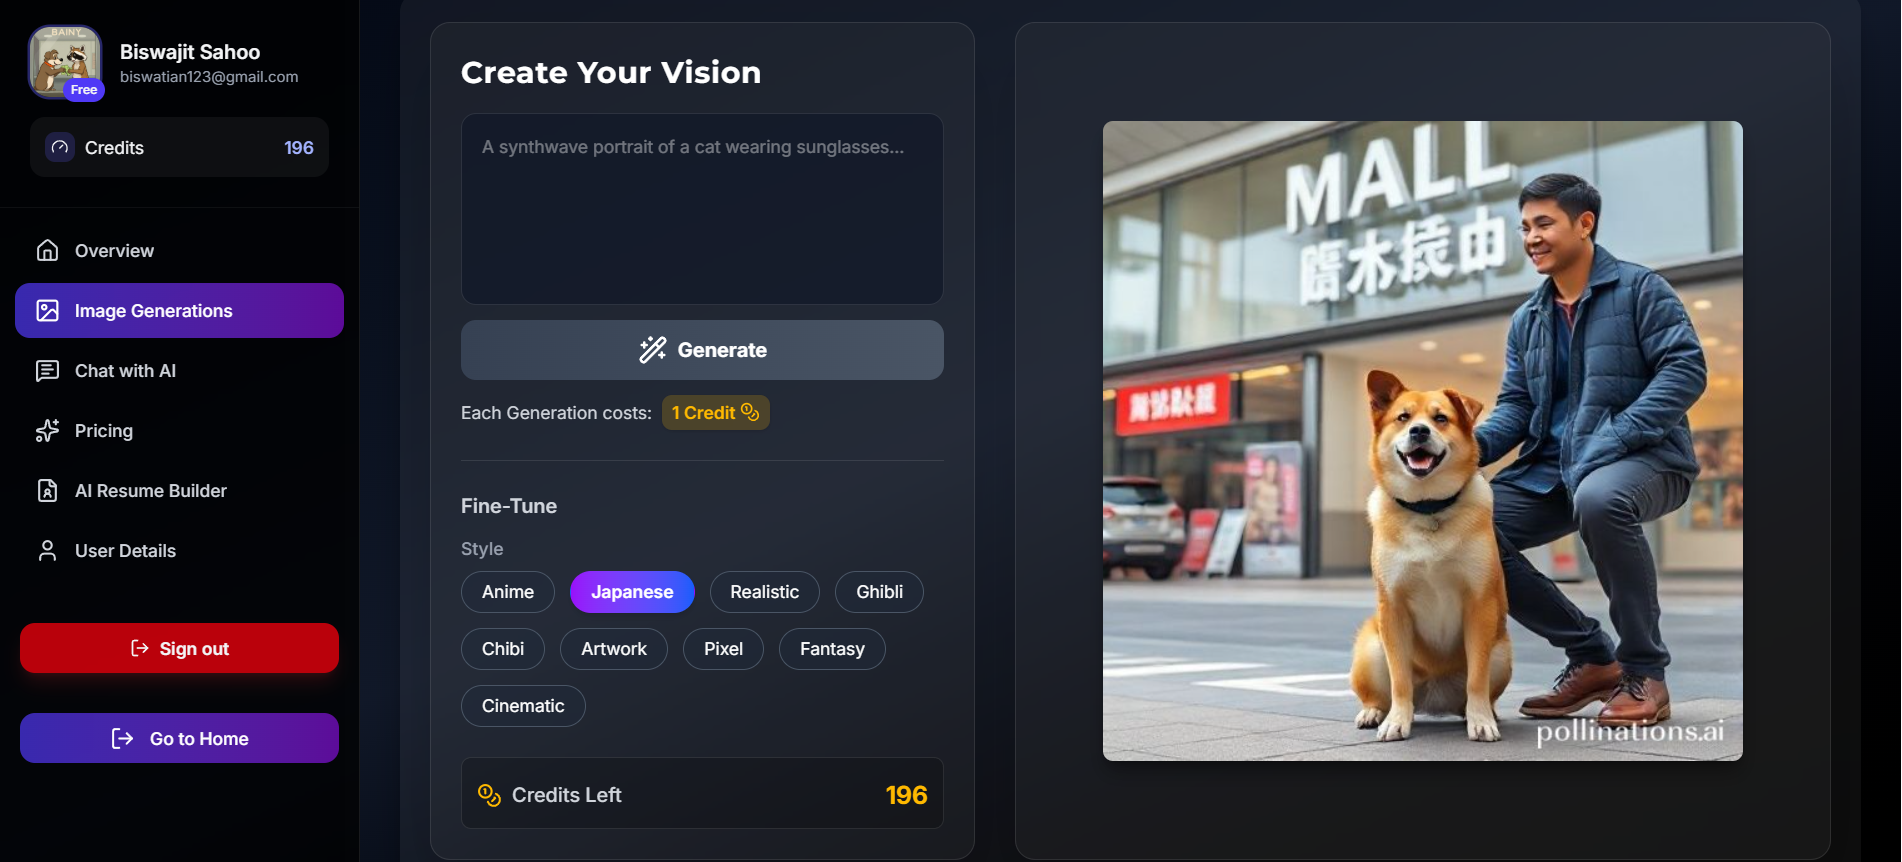 BAINY
Free
Biswajit Sahoo
biswatian123@gmail.com
Credits
196
Overview
Image Generations
Chat with AI
Pricing
AI Resume Builder
User Details
Sign out
Go to Home
Create Your Vision
A synthwave portrait of a cat wearing sunglasses...
Generate
Each Generation costs: 1 Credit
Fine-Tune
Style
Anime
Japanese
Realistic
Ghibli
Chibi
Artwork
Pixel
Fantasy
Cinematic
Credits Left
196
MALL
pollinations.ai